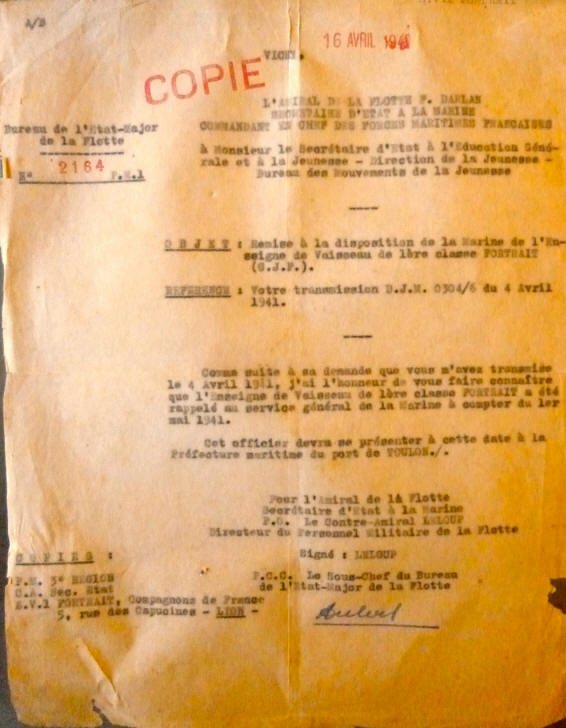 A/B
16 AVRIL 194
VICHY,
COPIE
L'AMIRAL DE LA FLOTTE F. DARLAN
SECRETAIRE D'ETAT A LA MARINE
COMMANDANT EN CHEF DES FORCES MARITIMES FRANCAISES
Bureau de l'Etat-Major
de la Flotte
N° 2164 P.M.1
à Monsieur le Secrétaire d'Etat à l'Education Géné-
rale et à la Jeunesse - Direction de la Jeunesse -
Bureau des Mouvements de la Jeunesse
OBJET : Remise à la disposition de la Marine de l'En-
seigne de Vaisseau de 1ère classe FORTRAIT
(G.J.F.).
REFERENCE : Votre transmission D.J.M. 0304/6 du 4 Avril
1941.
Comme suite à sa demande que vous m'avez transmise
le 4 Avril 1941, j'ai l'honneur de vous faire connaître
que l'Enseigne de Vaisseau de 1ère classe FORTRAIT a été
rappelé au service général de la Marine à compter du 1er
mai 1941.
Cet officier devra se présenter à cette date à la
Préfecture maritime du port de TOULON./.
Pour l'Amiral de la Flotte
Secrétaire d'Etat à la Marine
P.O. Le Contre-Amiral LELOUP
Directeur du Personnel Militaire de la Flotte
Signé : LELOUP
COPIES :
P.M. 3° REGION
C.A. Sec. Etat
E.V.1 FORTRAIT, Compagnons de France
5, rue des Capucines - LION -
P.C.C. Le Sous-Chef du Bureau
de l'Etat-Major de la Flotte